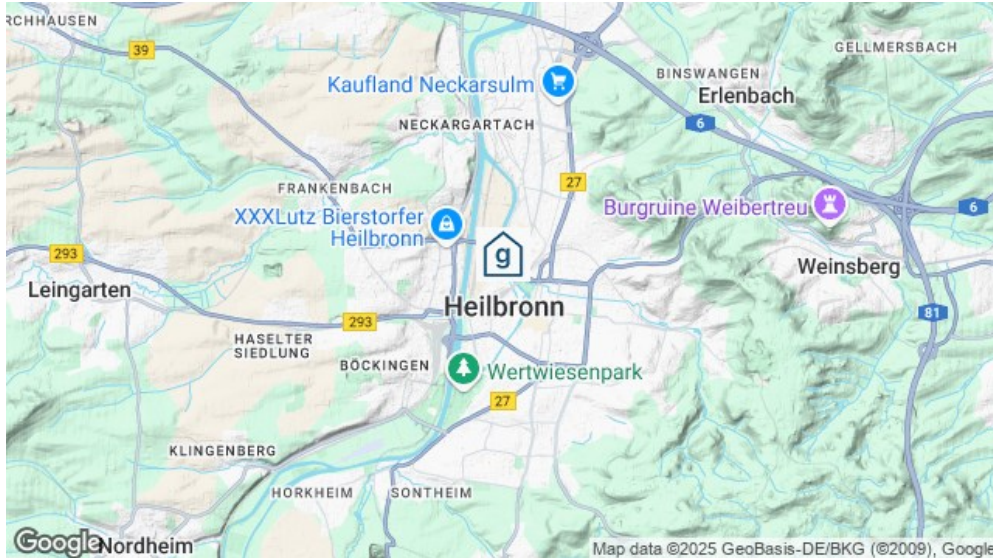 RCHHAUSEN
39
GELLMERSBACH
Kaufland Neckarsulm
BINSWANGEN
Erlenbach
NECKARGARTACH
6
27
FRANKENBACH
XXXLutz Bierstorfer
Heilbronn
Burgruine Weibertreu
6
g
293
Leingarten
Weinsberg
Heilbronn
81
293
HASELTER
SIEDLUNG
BÖCKINGEN
Wertwiesenpark
27
KLINGENBERG
HORKHEIM
SONTHEIM
Google
Nordheim
Map data ©2025 GeoBasis-DE/BKG (©2009), Google